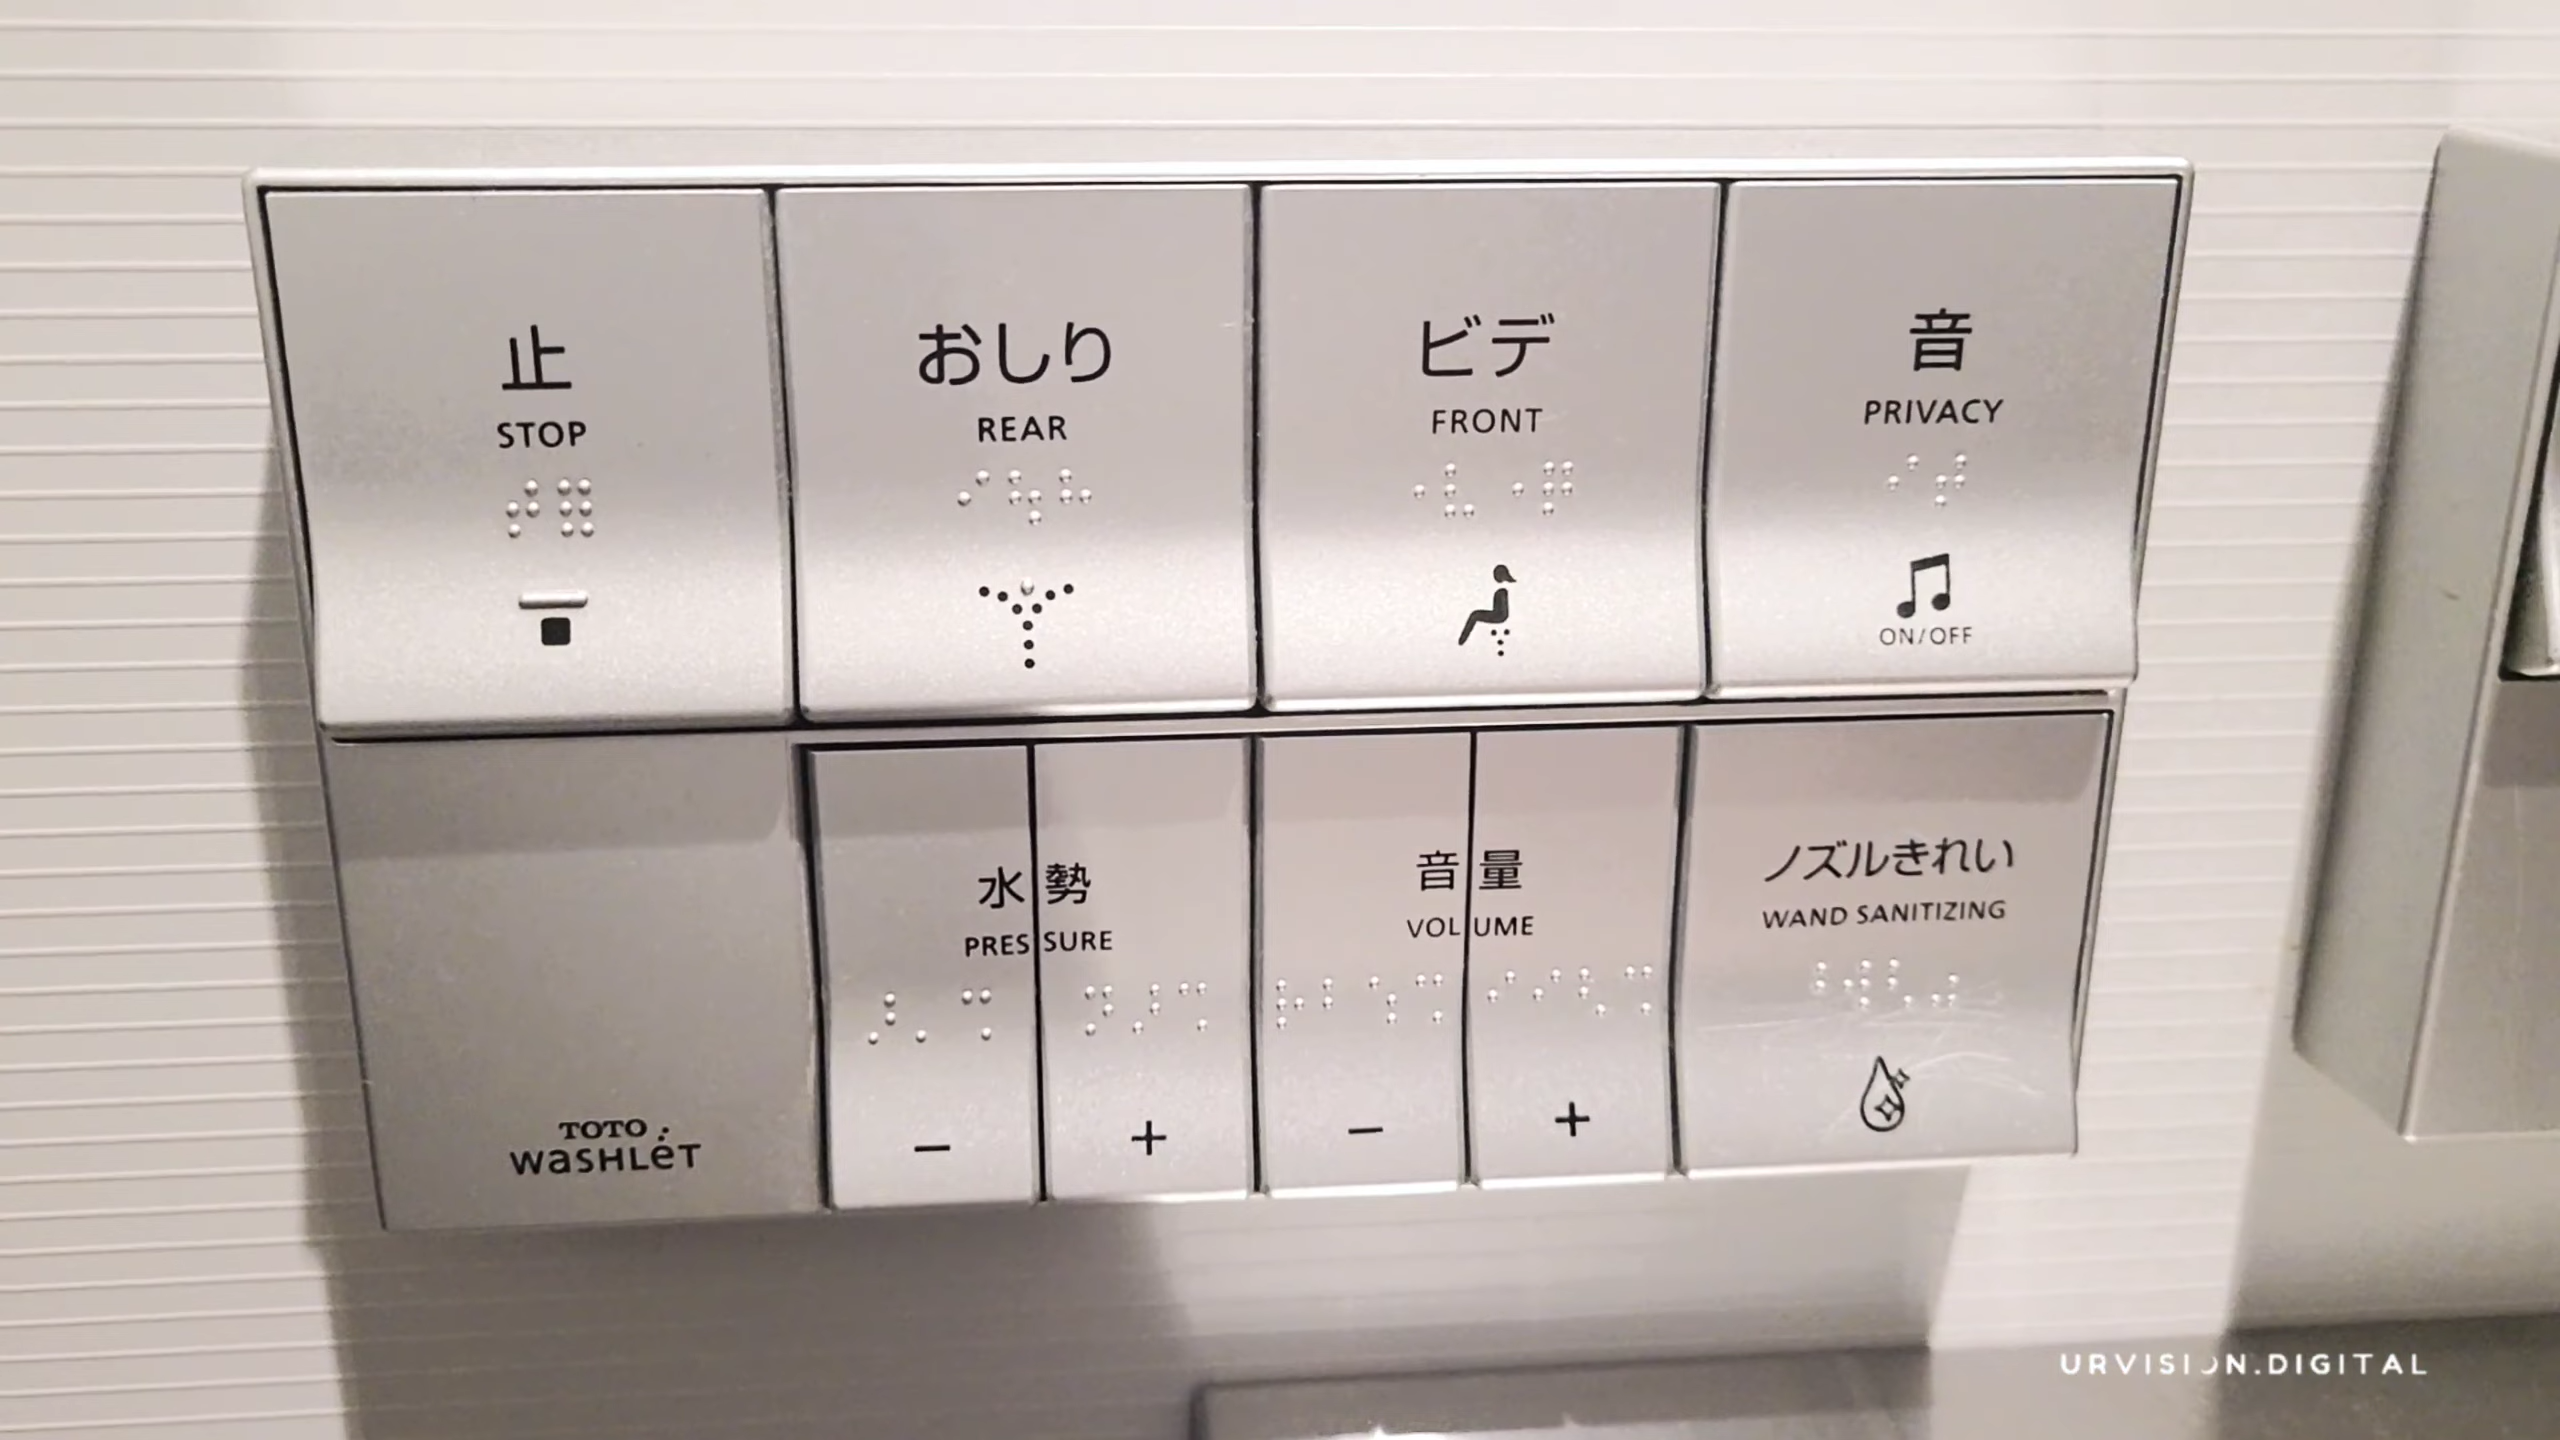 止
STOP
おしり
REAR
ビデ
FRONT
音
PRIVACY
ON/OFF
水勢
PRESSURE
− +
音量
VOLUME
− +
ノズルきれい
WAND SANITIZING
TOTO
WASHLET
URVISION.DIGITAL